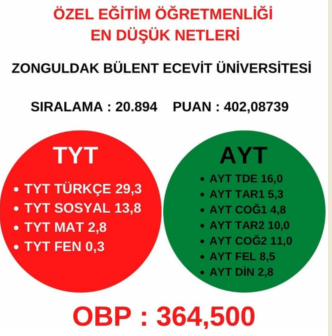 ÖZEL EĞİTİM ÖĞRETMENLİĞİ
EN DÜŞÜK NETLERİ
ZONGULDAK BÜLENT ECEVİT ÜNİVERSİTESİ
SIRALAMA : 20.894 PUAN : 402,08739
TYT
• TYT TÜRKÇE 29,3
• TYT SOSYAL 13,8
• TYT MAT 2,8
• TYT FEN 0,3
AYT
• AYT TDE 16,0
• AYT TAR1 5,3
• AYT COĞ1 4,8
• AYT TAR2 10,0
• AYT COĞ2 11,0
• AYT FEL 8,5
• AYT DİN 2,8
OBP : 364,500